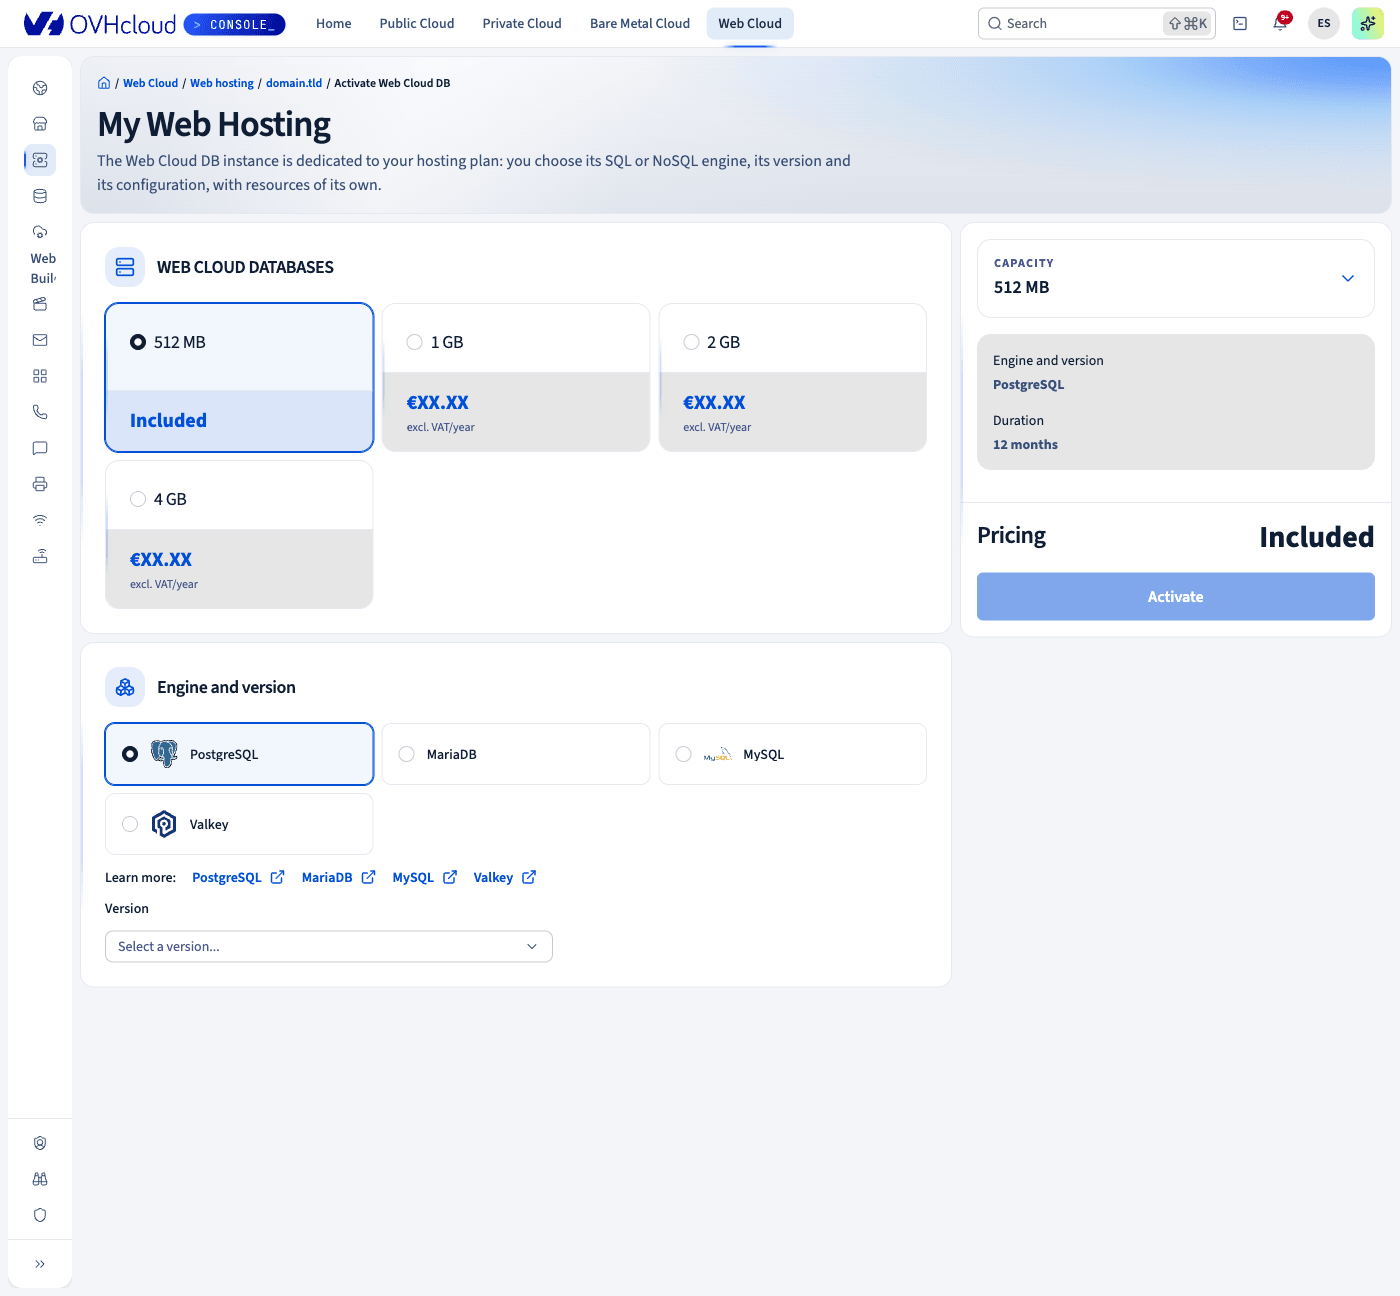 OVHcloud > CONSOLE_ Home Public Cloud Private Cloud Bare Metal Cloud Web Cloud Search ⇧⌘K 9+ ES
/ Web Cloud / Web hosting / domain.tld / Activate Web Cloud DB
My Web Hosting
The Web Cloud DB instance is dedicated to your hosting plan: you choose its SQL or NoSQL engine, its version and
its configuration, with resources of its own.
Web
Buil
WEB CLOUD DATABASES
512 MB
Included
1 GB
€XX.XX
excl. VAT/year
2 GB
€XX.XX
excl. VAT/year
4 GB
€XX.XX
excl. VAT/year
CAPACITY
512 MB
Engine and version
PostgreSQL
Duration
12 months
Pricing Included
Activate
Engine and version
PostgreSQL
MariaDB
MySQL MySQL
Valkey
Learn more: PostgreSQL MariaDB MySQL Valkey
Version
Select a version...